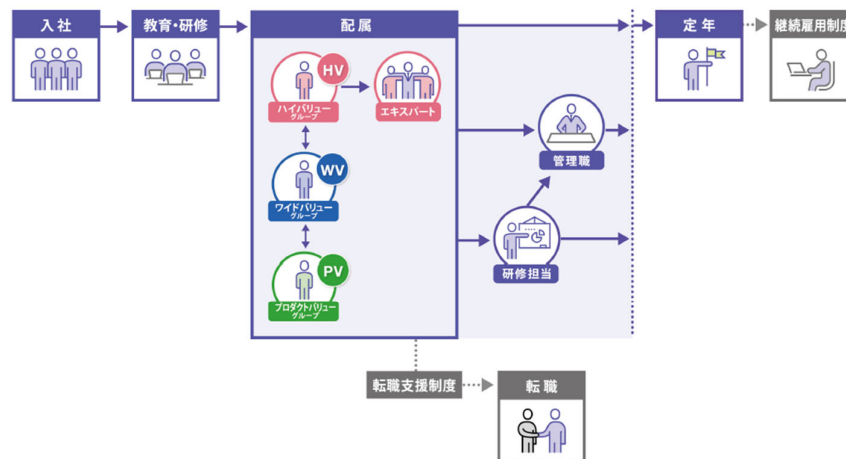 入社
教育・研修
配属
定年
継続雇用制度
HV
ハイバリュー
グループ
エキスパート
WV
ワイドバリュー
グループ
管理職
PV
プロダクトバリュー
グループ
研修担当
転職支援制度
転職